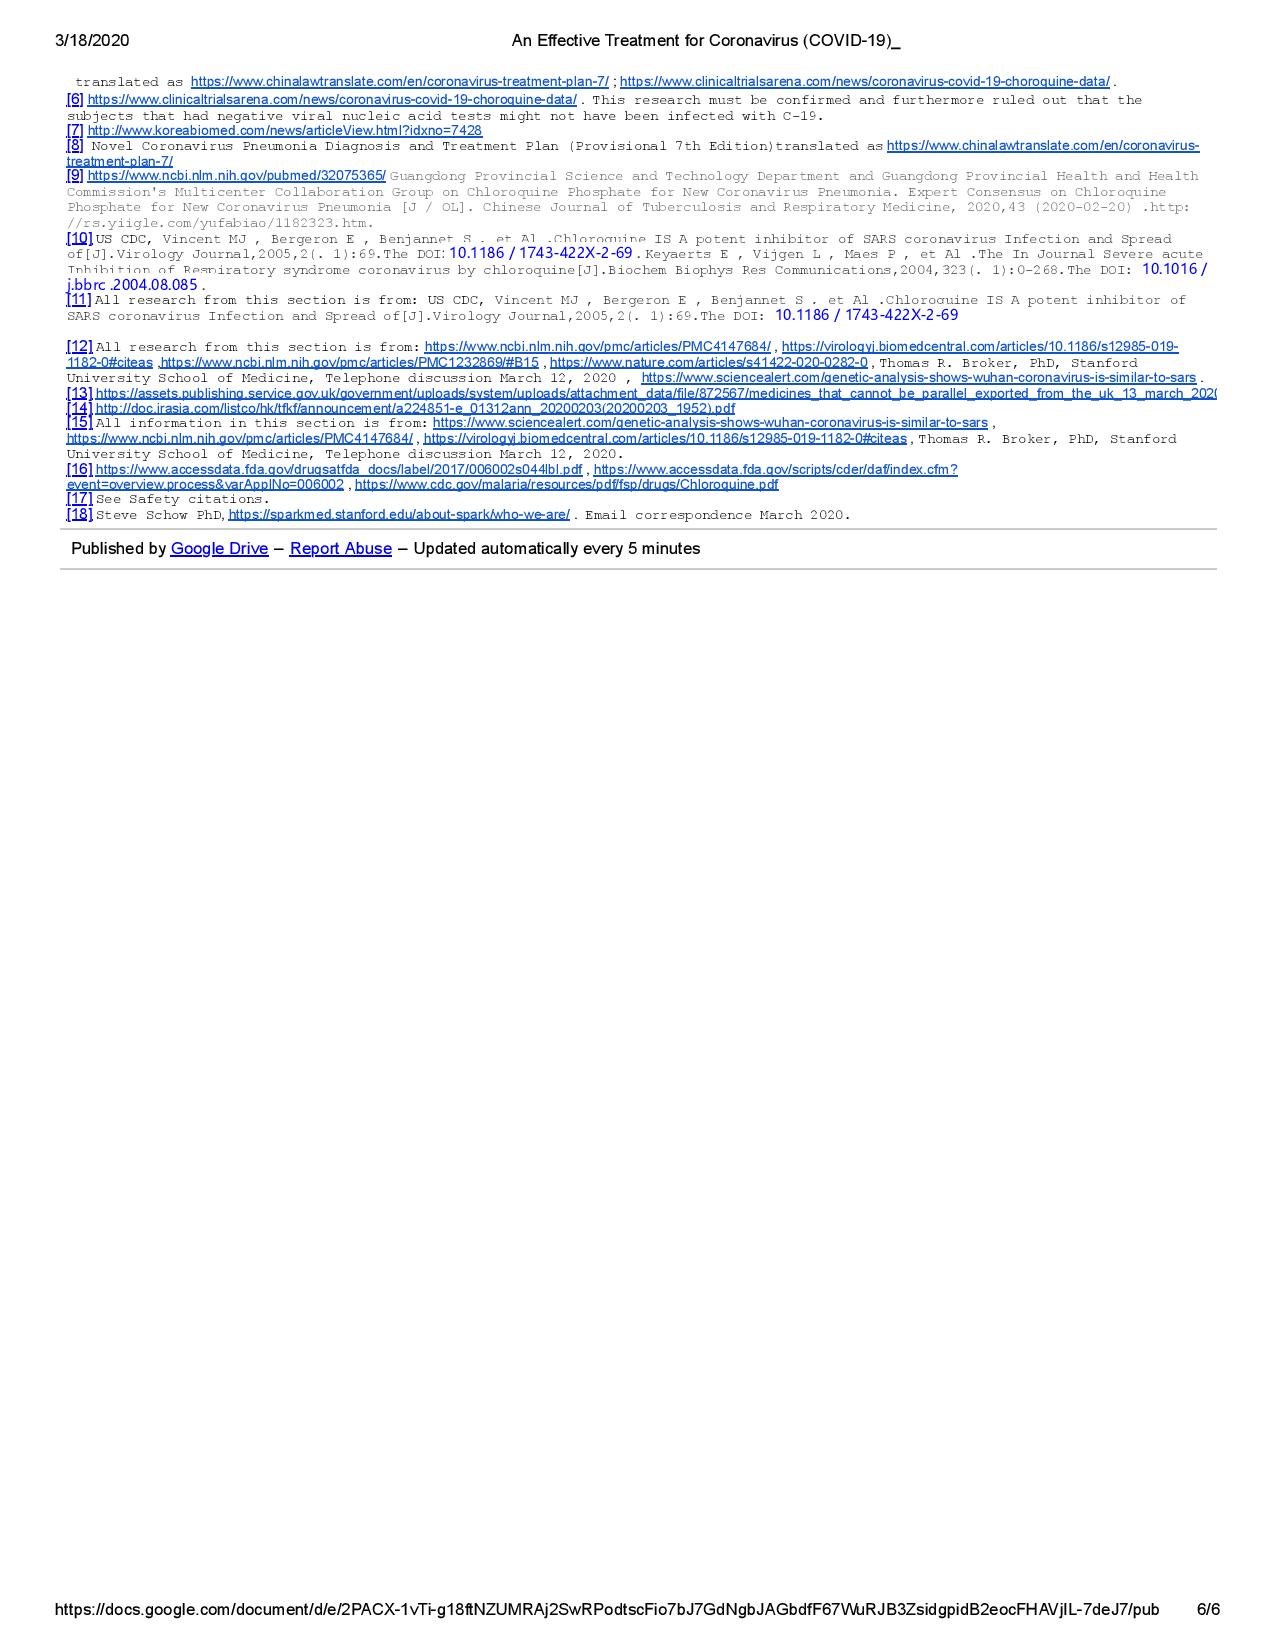 3/18/2020 An Effective Treatment for Coronavirus (COVID-19)_
translated as https://www.chinalawtranslate.com/en/coronavirus-treatment-plan-7/ ; https://www.clinicaltrialsarena.com/news/coronavirus-covid-19-choroquine-data/ .
[6] https://www.clinicaltrialsarena.com/news/coronavirus-covid-19-choroquine-data/ . This research must be confirmed and furthermore ruled out that the
subjects that had negative viral nucleic acid tests might not have been infected with C-19.
[7] http://www.koreabiomed.com/news/articleView.html?idxno=7428
[8] Novel Coronavirus Pneumonia Diagnosis and Treatment Plan (Provisional 7th Edition)translated as https://www.chinalawtranslate.com/en/coronavirus-
treatment-plan-7/
[9] https://www.ncbi.nlm.nih.gov/pubmed/32075365/ Guangdong Provincial Science and Technology Department and Guangdong Provincial Health and Health
Commission's Multicenter Collaboration Group on Chloroquine Phosphate for New Coronavirus Pneumonia. Expert Consensus on Chloroquine
Phosphate for New Coronavirus Pneumonia [J / OL]. Chinese Journal of Tuberculosis and Respiratory Medicine, 2020,43 (2020-02-20) .http:
//rs.yiigle.com/yufabiao/1182323.htm.
[10] US CDC, Vincent MJ , Bergeron E , Benjannet S , et Al .Chloroquine IS A potent inhibitor of SARS coronavirus Infection and Spread
of[J].Virology Journal,2005,2(. 1):69.The DOI: 10.1186 / 1743-422X-2-69 . Keyaerts E , Vijgen L , Maes P , et Al .The In Journal Severe acute
Inhibition of Respiratory syndrome coronavirus by chloroquine[J].Biochem Biophys Res Communications,2004,323(. 1):0-268.The DOI: 10.1016 /
j.bbrc .2004.08.085 .
[11] All research from this section is from: US CDC, Vincent MJ , Bergeron E , Benjannet S , et Al .Chloroquine IS A potent inhibitor of
SARS coronavirus Infection and Spread of[J].Virology Journal,2005,2(. 1):69.The DOI: 10.1186 / 1743-422X-2-69
[12] All research from this section is from: https://www.ncbi.nlm.nih.gov/pmc/articles/PMC4147684/ , https://virologyj.biomedcentral.com/articles/10.1186/s12985-019-
1182-0#citeas ,https://www.ncbi.nlm.nih.gov/pmc/articles/PMC1232869/#B15 , https://www.nature.com/articles/s41422-020-0282-0 , Thomas R. Broker, PhD, Stanford
University School of Medicine, Telephone discussion March 12, 2020 , https://www.sciencealert.com/genetic-analysis-shows-wuhan-coronavirus-is-similar-to-sars .
[13] https://assets.publishing.service.gov.uk/government/uploads/system/uploads/attachment_data/file/872567/medicines_that_cannot_be_parallel_exported_from_the_uk_13_march_2020
[14] http://doc.irasia.com/listco/hk/tfkf/announcement/a224851-e_01312ann_20200203(20200203_1952).pdf
[15] All information in this section is from: https://www.sciencealert.com/genetic-analysis-shows-wuhan-coronavirus-is-similar-to-sars ,
https://www.ncbi.nlm.nih.gov/pmc/articles/PMC4147684/ , https://virologyj.biomedcentral.com/articles/10.1186/s12985-019-1182-0#citeas , Thomas R. Broker, PhD, Stanford
University School of Medicine, Telephone discussion March 12, 2020.
[16] https://www.accessdata.fda.gov/drugsatfda_docs/label/2017/006002s044lbl.pdf , https://www.accessdata.fda.gov/scripts/cder/daf/index.cfm?
event=overview.process&varApplNo=006002 , https://www.cdc.gov/malaria/resources/pdf/fsp/drugs/Chloroquine.pdf
[17] See Safety citations.
[18] Steve Schow PhD, https://sparkmed.stanford.edu/about-spark/who-we-are/ . Email correspondence March 2020.
Published by Google Drive – Report Abuse – Updated automatically every 5 minutes
https://docs.google.com/document/d/e/2PACX-1vTi-g18ftNZUMRAj2SwRPodtscFio7bJ7GdNgbJAGbdfF67WuRJB3ZsidgpidB2eocFHAVjIL-7deJ7/pub 6/6